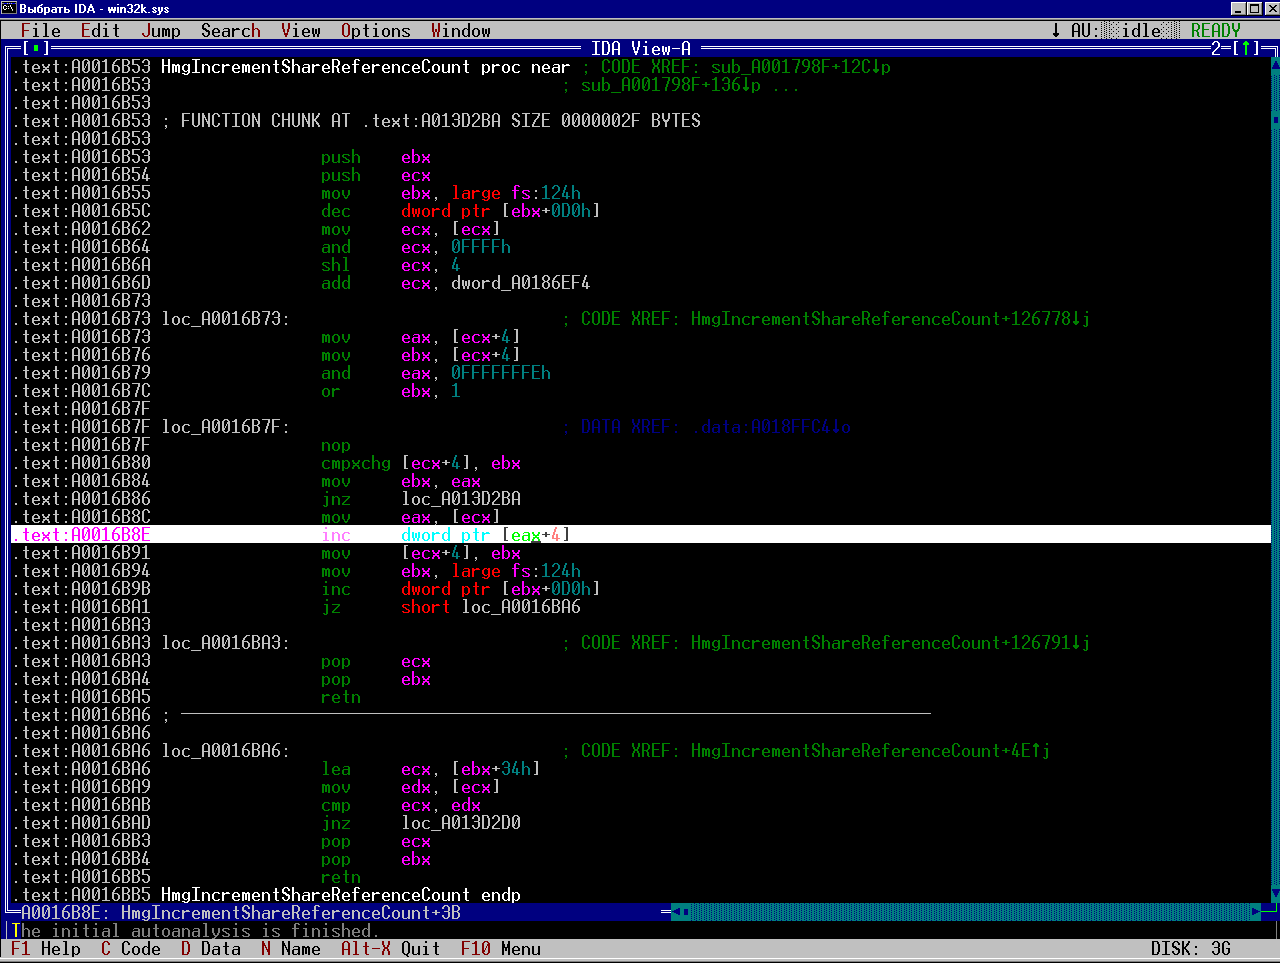 Выбрать IDA - win32k.sys
File Edit Jump Search View Options Window ↓ AU: idle READY
[▪] IDA View-A 2-[↑]
.text:A0016B53 HmgIncrementShareReferenceCount proc near ; CODE XREF: sub_A001798F+12C↓p
.text:A0016B53 ; sub_A001798F+136↓p ...
.text:A0016B53
.text:A0016B53 ; FUNCTION CHUNK AT .text:A013D2BA SIZE 0000002F BYTES
.text:A0016B53
.text:A0016B53 push ebx
.text:A0016B54 push ecx
.text:A0016B55 mov ebx, large fs:124h
.text:A0016B5C dec dword ptr [ebx+0D0h]
.text:A0016B62 mov ecx, [ecx]
.text:A0016B64 and ecx, 0FFFFh
.text:A0016B6A shl ecx, 4
.text:A0016B6D add ecx, dword_A0186EF4
.text:A0016B73
.text:A0016B73 loc_A0016B73: ; CODE XREF: HmgIncrementShareReferenceCount+126778↓j
.text:A0016B73 mov eax, [ecx+4]
.text:A0016B76 mov ebx, [ecx+4]
.text:A0016B79 and eax, 0FFFFFFFEh
.text:A0016B7C or ebx, 1
.text:A0016B7F
.text:A0016B7F loc_A0016B7F: ; DATA XREF: .data:A018FFC4↓o
.text:A0016B7F nop
.text:A0016B80 cmpxchg [ecx+4], ebx
.text:A0016B84 mov ebx, eax
.text:A0016B86 jnz loc_A013D2BA
.text:A0016B8C mov eax, [ecx]
.text:A0016B8E inc dword ptr [eax+4]
.text:A0016B91 mov [ecx+4], ebx
.text:A0016B94 mov ebx, large fs:124h
.text:A0016B9B inc dword ptr [ebx+0D0h]
.text:A0016BA1 jz short loc_A0016BA6
.text:A0016BA3
.text:A0016BA3 loc_A0016BA3: ; CODE XREF: HmgIncrementShareReferenceCount+126791↓j
.text:A0016BA3 pop ecx
.text:A0016BA4 pop ebx
.text:A0016BA5 retn
.text:A0016BA6 ;
.text:A0016BA6
.text:A0016BA6 loc_A0016BA6: ; CODE XREF: HmgIncrementShareReferenceCount+4E↑j
.text:A0016BA6 lea ecx, [ebx+34h]
.text:A0016BA9 mov edx, [ecx]
.text:A0016BAB cmp ecx, edx
.text:A0016BAD jnz loc_A013D2D0
.text:A0016BB3 pop ecx
.text:A0016BB4 pop ebx
.text:A0016BB5 retn
.text:A0016BB5 HmgIncrementShareReferenceCount endp
A0016B8E: HmgIncrementShareReferenceCount+3B
The initial autoanalysis is finished.
F1 Help C Code D Data N Name Alt-X Quit F10 Menu DISK: 3G